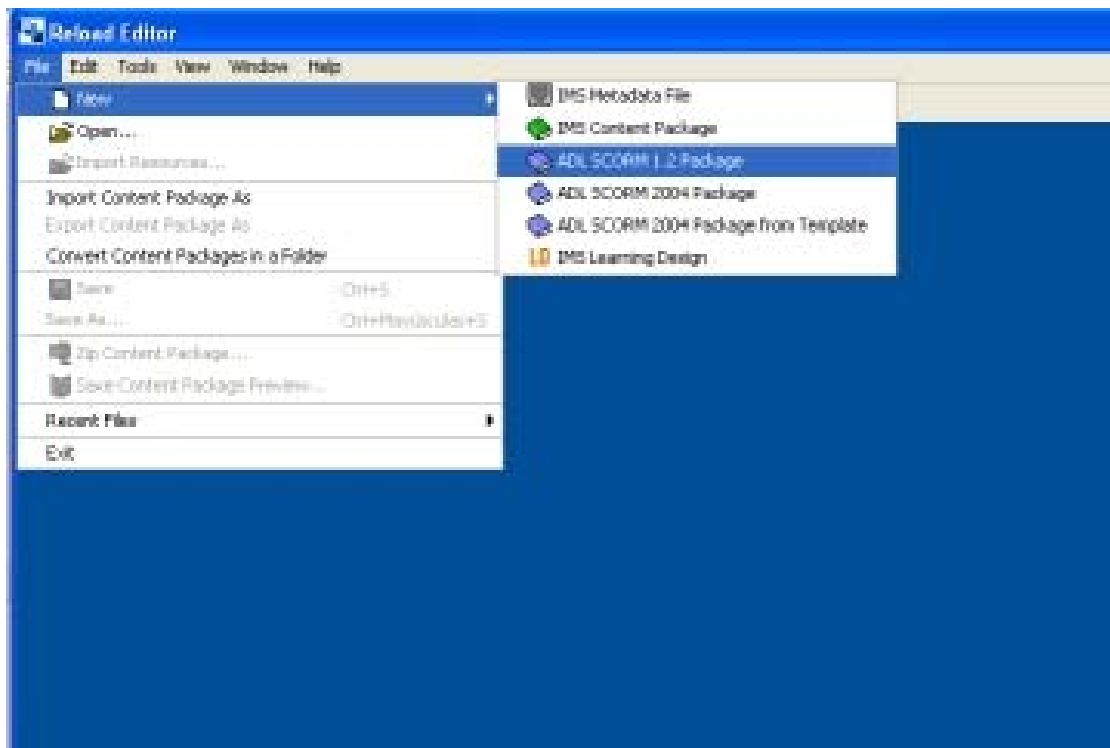 Reload Editor
File Edit Tools View Window Help
New
Open...
Import Resources...
Import Content Package As
Export Content Package As
Convert Content Packages in a Folder
Save Ctrl+S
Save As... Ctrl+Mayúsculas+S
Zip Content Package...
Save Content Package Preview...
Recent Files
Exit
IMS Metadata File
IMS Content Package
ADL SCORM 1.2 Package
ADL SCORM 2004 Package
ADL SCORM 2004 Package from Template
IMS Learning Design